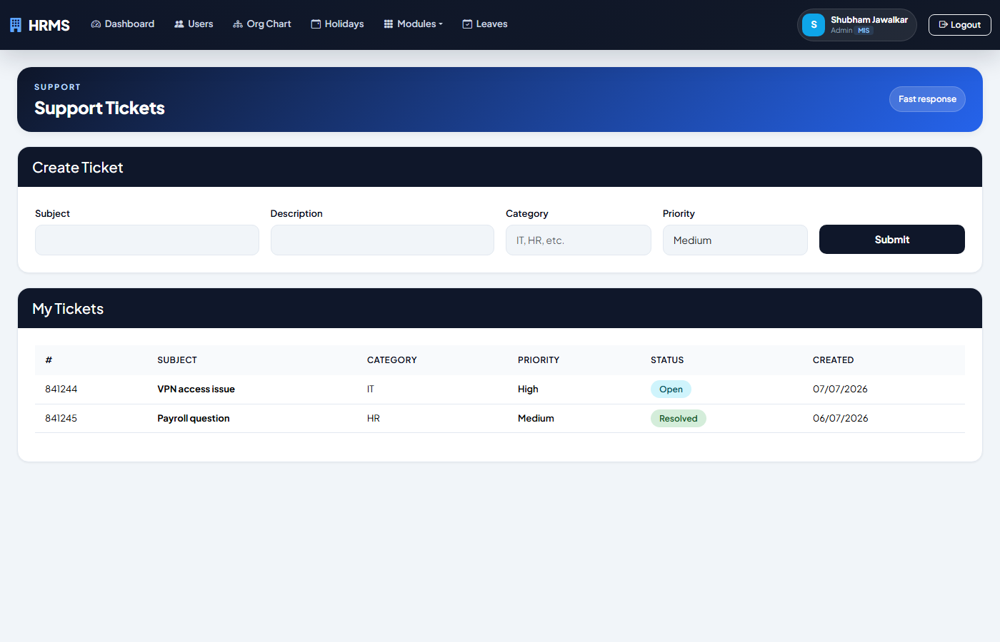 HRMS Dashboard Users Org Chart Holidays Modules Leaves S Shubham Jawalkar Logout
Admin MIS
SUPPORT
Support Tickets
Fast response
Create Ticket
Subject Description Category Priority
IT, HR, etc. Medium Submit
My Tickets
# SUBJECT CATEGORY PRIORITY STATUS CREATED
841244 VPN access issue IT High Open 07/07/2026
841245 Payroll question HR Medium Resolved 06/07/2026